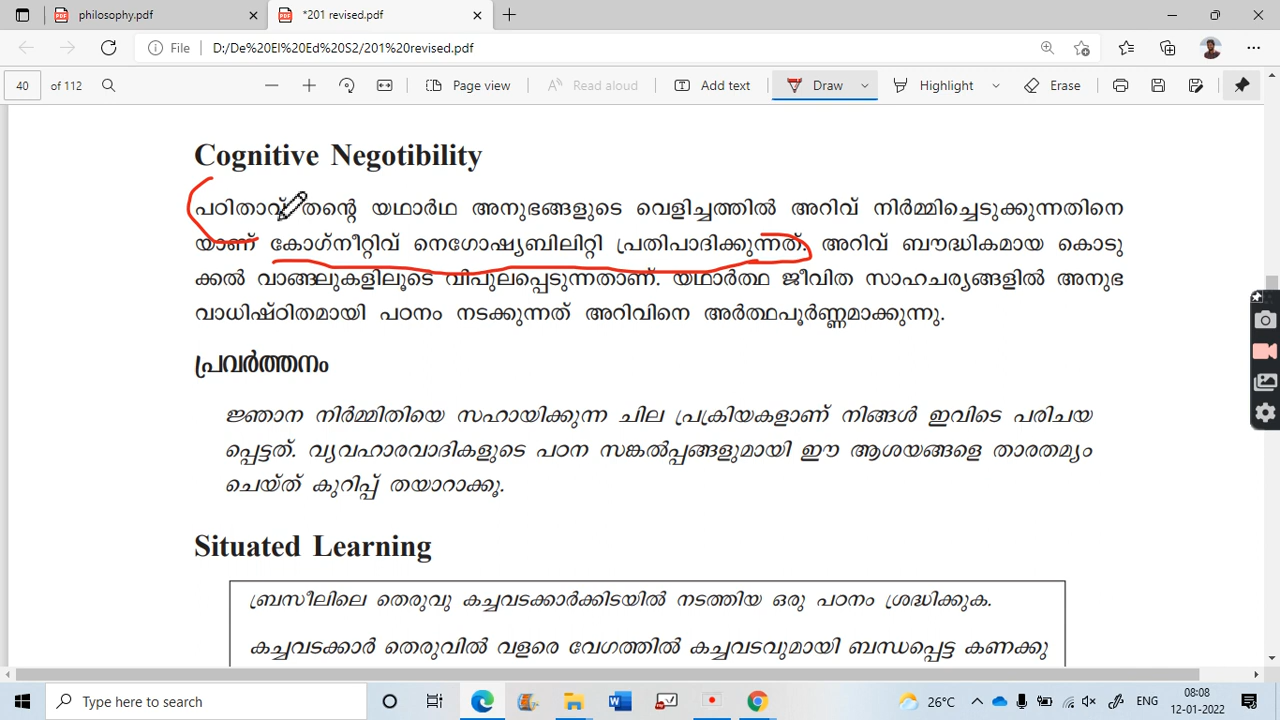 philosophy.pdf
*201 revised.pdf
File D:/De%20El%20Ed%20S2/201%20revised.pdf
40 of 112 Page view Read aloud Add text Draw Highlight Erase
Cognitive Negotibility
പഠിതാവ് തന്റെ യഥാർഥ അനുഭങ്ങളുടെ വെളിച്ചത്തിൽ അറിവ് നിർമ്മിച്ചെടുക്കുന്നതിനെ
യാണ് കോഗ്നീറ്റിവ് നെഗോഷ്യബിലിറ്റി പ്രതിപാദിക്കുന്നത്. അറിവ് ബൗദ്ധികമായ കൊടു
ക്കൽ വാങ്ങലുകളിലൂടെ വിപുലപ്പെടുന്നതാണ്. യഥാർത്ഥ ജീവിത സാഹചര്യങ്ങളിൽ അനുഭ
വാധിഷ്ഠിതമായി പഠനം നടക്കുന്നത് അറിവിനെ അർത്ഥപൂർണ്ണമാക്കുന്നു.
പ്രവർത്തനം
ജ്ഞാന നിർമ്മിതിയെ സഹായിക്കുന്ന ചില പ്രക്രിയകളാണ് നിങ്ങൾ ഇവിടെ പരിചയ
പ്പെട്ടത്. വ്യവഹാരവാദികളുടെ പഠന സങ്കൽപ്പങ്ങളുമായി ഈ ആശയങ്ങളെ താരതമ്യം
ചെയ്ത് കുറിപ്പ് തയാറാക്കൂ.
Situated Learning
ബ്രസീലിലെ തെരുവു കച്ചവടക്കാർക്കിടയിൽ നടത്തിയ ഒരു പഠനം ശ്രദ്ധിക്കുക.
കച്ചവടക്കാർ തെരുവിൽ വളരെ വേഗത്തിൽ കച്ചവടവുമായി ബന്ധപ്പെട്ട കണക്കു
Type here to search
26°C ENG 08:08
12-01-2022